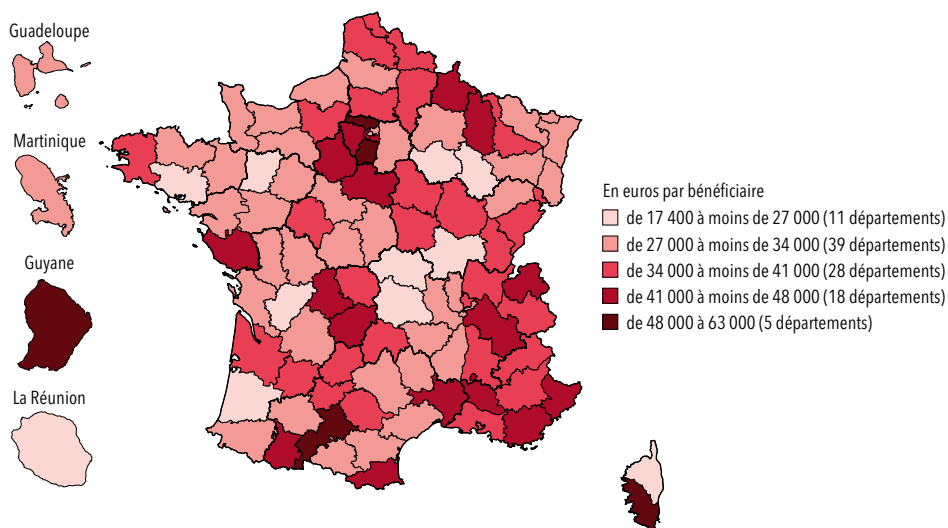 Guadeloupe
Martinique
Guyane
La Réunion
En euros par bénéficiaire
de 17 400 à moins de 27 000 (11 départements)
de 27 000 à moins de 34 000 (39 départements)
de 34 000 à moins de 41 000 (28 départements)
de 41 000 à moins de 48 000 (18 départements)
de 48 000 à 63 000 (5 départements)